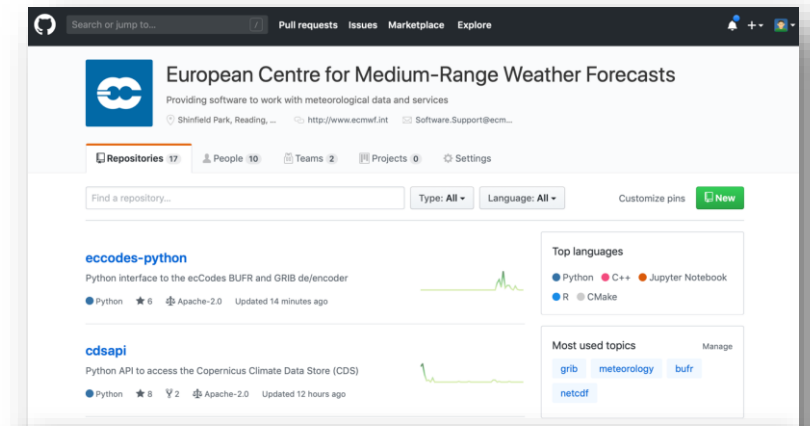 Search or jump to... /
Pull requests Issues Marketplace Explore
European Centre for Medium-Range Weather Forecasts
Providing software to work with meteorological data and services
Shinfield Park, Reading, ... http://www.ecmwf.int Software.Support@ecm...
Repositories 17 People 10 Teams 2 Projects 0 Settings
Find a repository... Type: All Language: All Customize pins New
eccodes-python
Python interface to the ecCodes BUFR and GRIB de/encoder
Python 6 Apache-2.0 Updated 14 minutes ago
cdsapi
Python API to access the Copernicus Climate Data Store (CDS)
Python 8 2 Apache-2.0 Updated 12 hours ago
Top languages
Python C++ Jupyter Notebook
R CMake
Most used topics Manage
grib meteorology bufr
netcdf